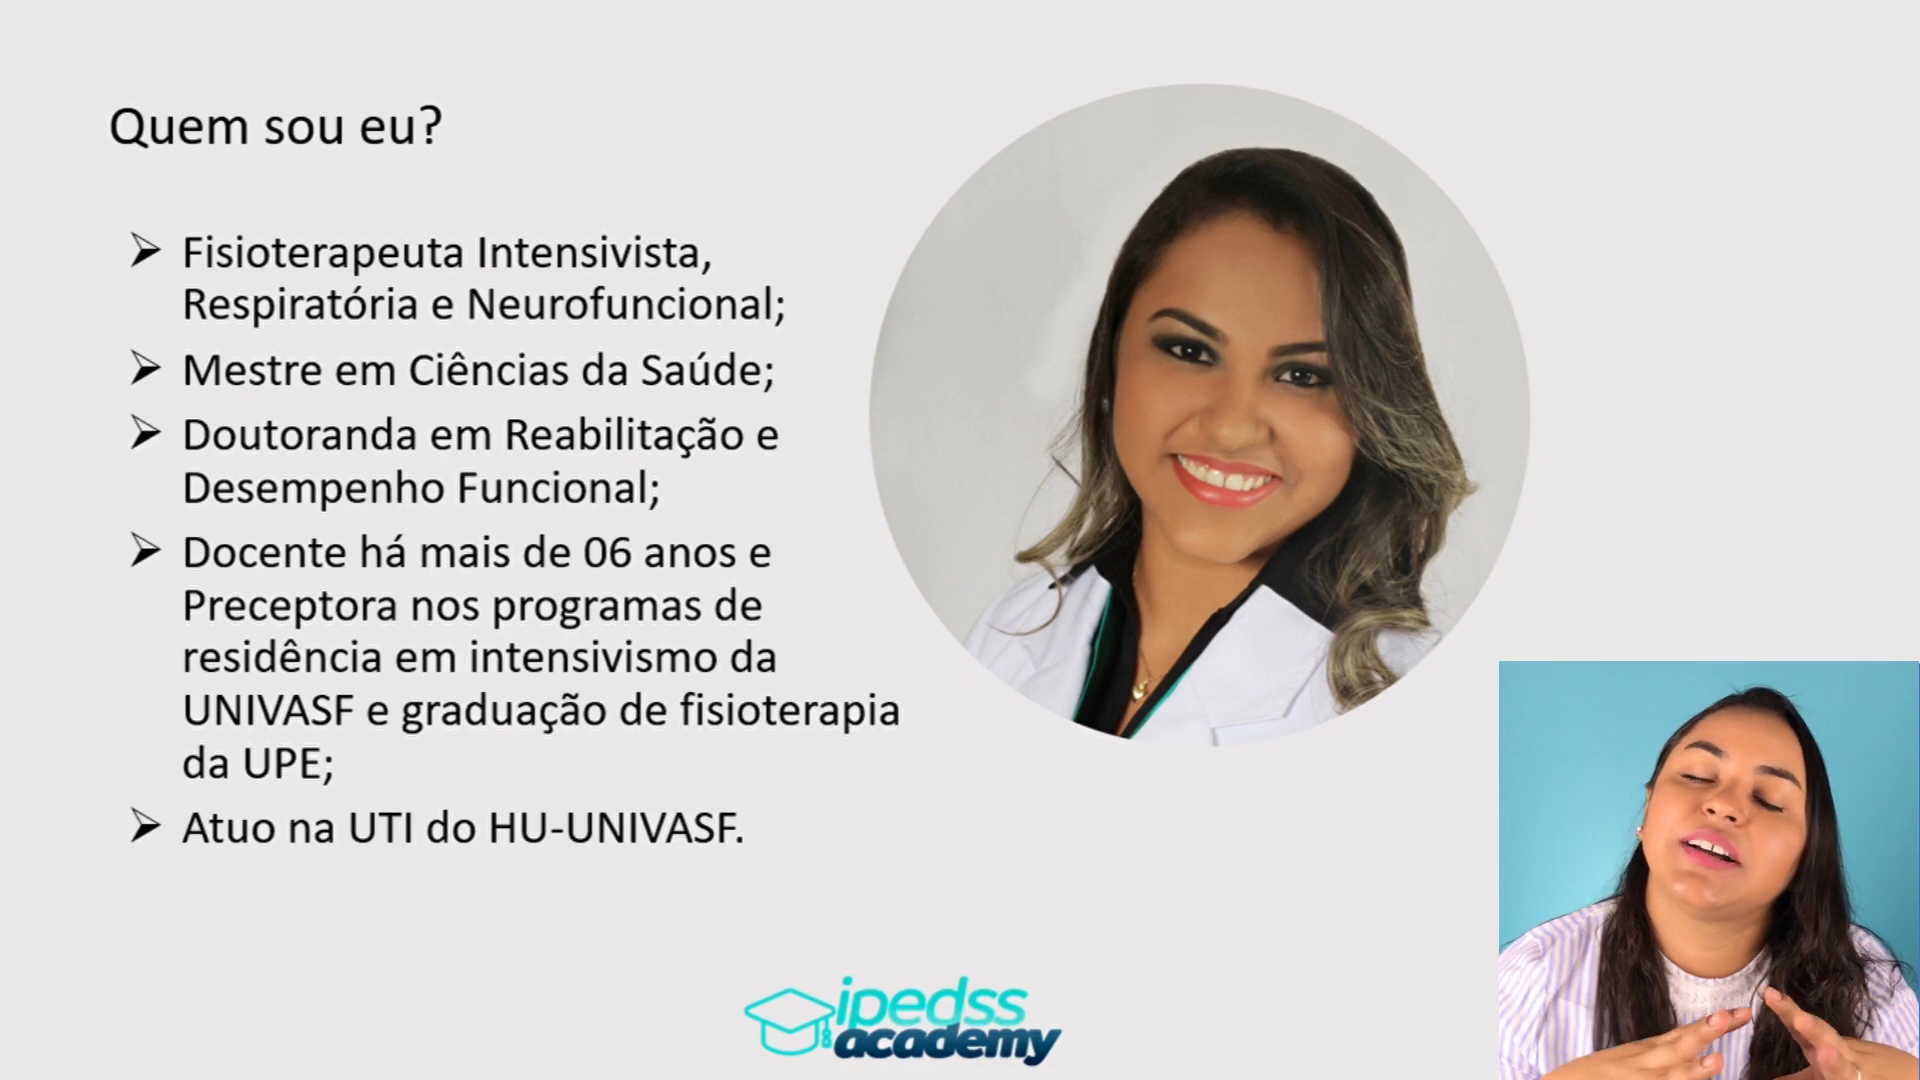 Quem sou eu?
Fisioterapeuta Intensivista,
Respiratória e Neurofuncional;
Mestre em Ciências da Saúde;
Doutoranda em Reabilitação e
Desempenho Funcional;
Docente há mais de 06 anos e
Preceptora nos programas de
residência em intensivismo da
UNIVASF e graduação de fisioterapia
da UPE;
Atuo na UTI do HU-UNIVASF.
ipedss
academy